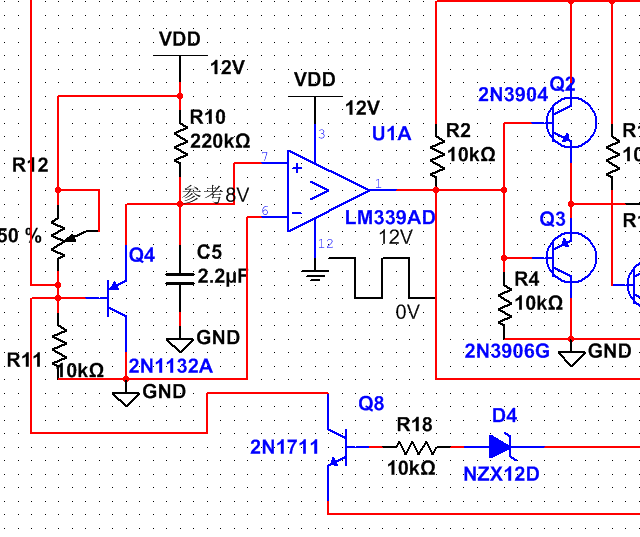 VDD
12V
VDD
12V
R10
220kΩ
R12
50 %
参考8V
7
3
6
1
12
U1A
LM339AD
12V
0V
R2
10kΩ
2N3904
Q2
Q3
R4
10kΩ
2N3906G
GND
Q4
C5
2.2µF
GND
R11
10kΩ
2N1132A
GND
Q8
2N1711
R18
10kΩ
D4
NZX12D